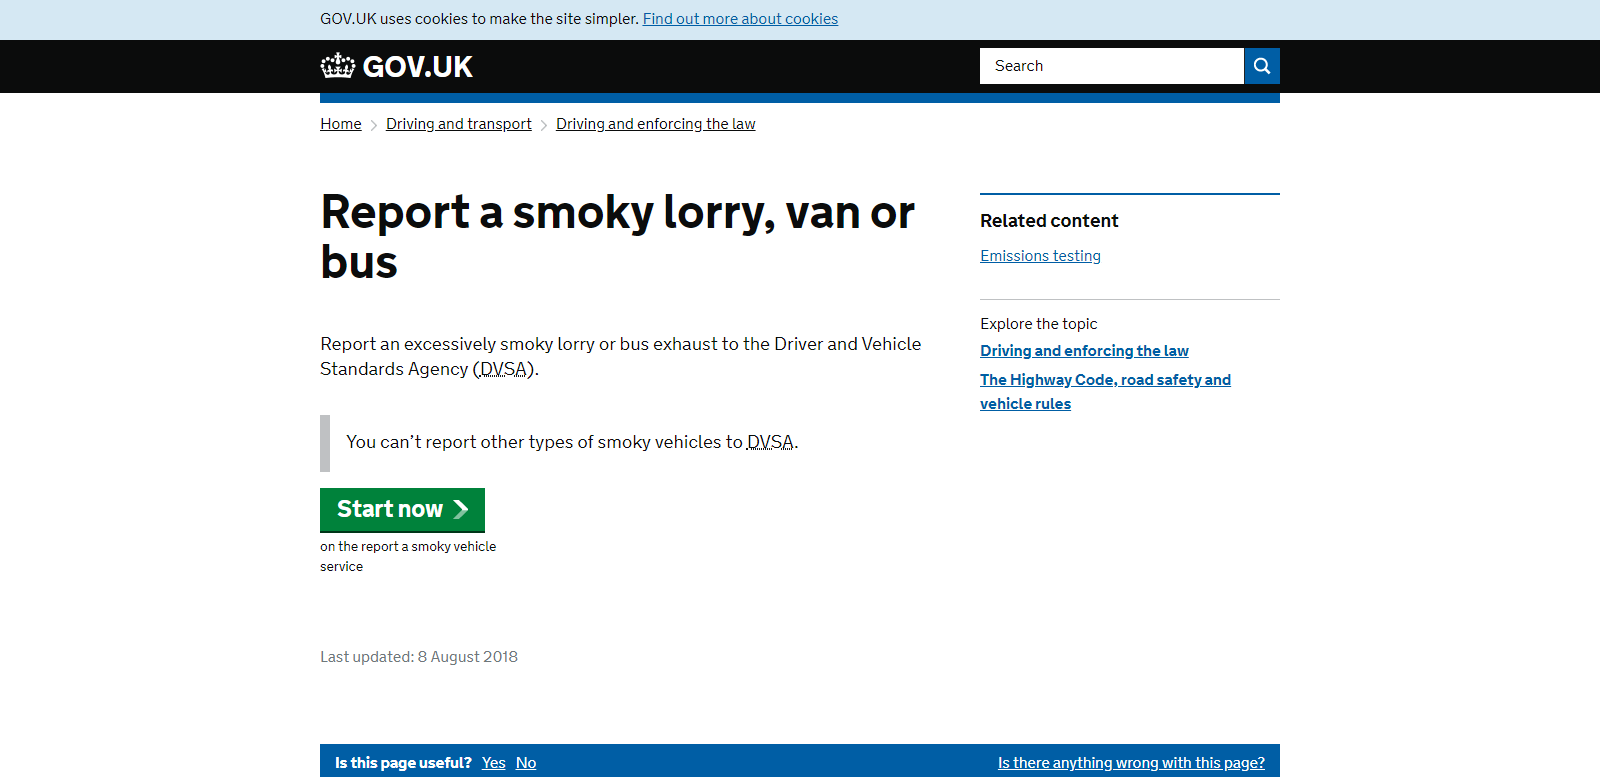 GOV.UK uses cookies to make the site simpler. Find out more about cookies
GOV.UK
Search
Home
Driving and transport
Driving and enforcing the law
Report a smoky lorry, van or
bus
Report an excessively smoky lorry or bus exhaust to the Driver and Vehicle
Standards Agency (DVSA).
You can’t report other types of smoky vehicles to DVSA.
Start now
on the report a smoky vehicle
service
Last updated: 8 August 2018
Related content
Emissions testing
Explore the topic
Driving and enforcing the law
The Highway Code, road safety and
vehicle rules
Is this page useful? Yes No
Is there anything wrong with this page?